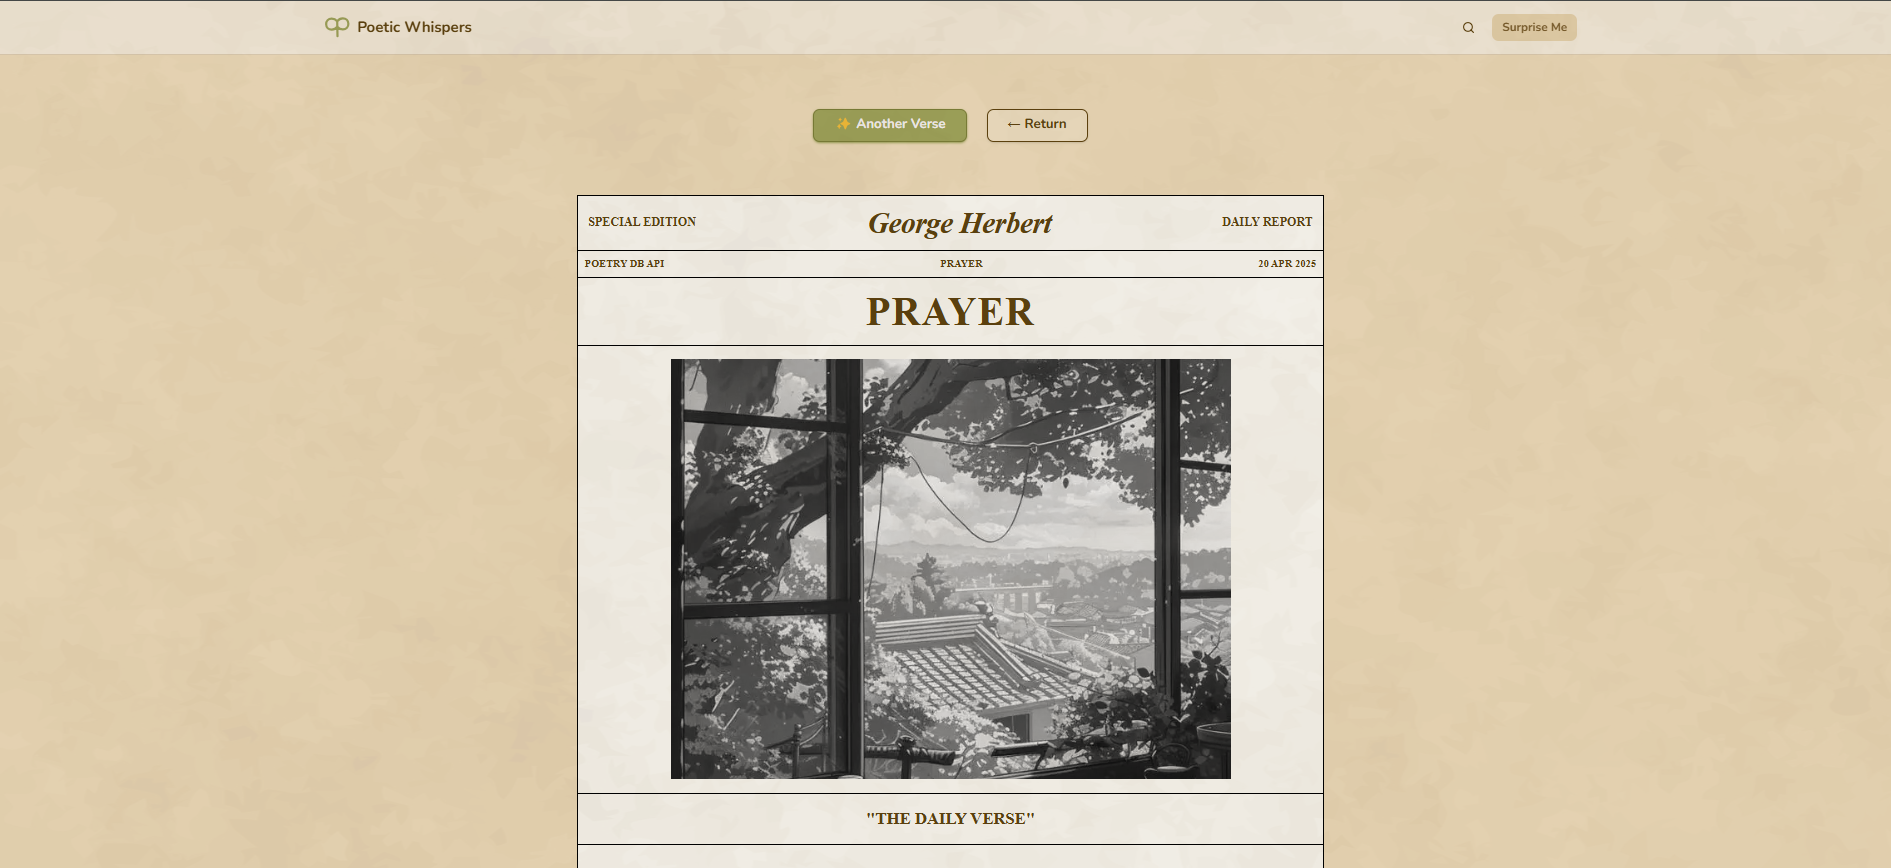 Poetic Whispers
Surprise Me
✨ Another Verse
← Return
SPECIAL EDITION
George Herbert
DAILY REPORT
POETRY DB API
PRAYER
20 APR 2025
PRAYER
"THE DAILY VERSE"